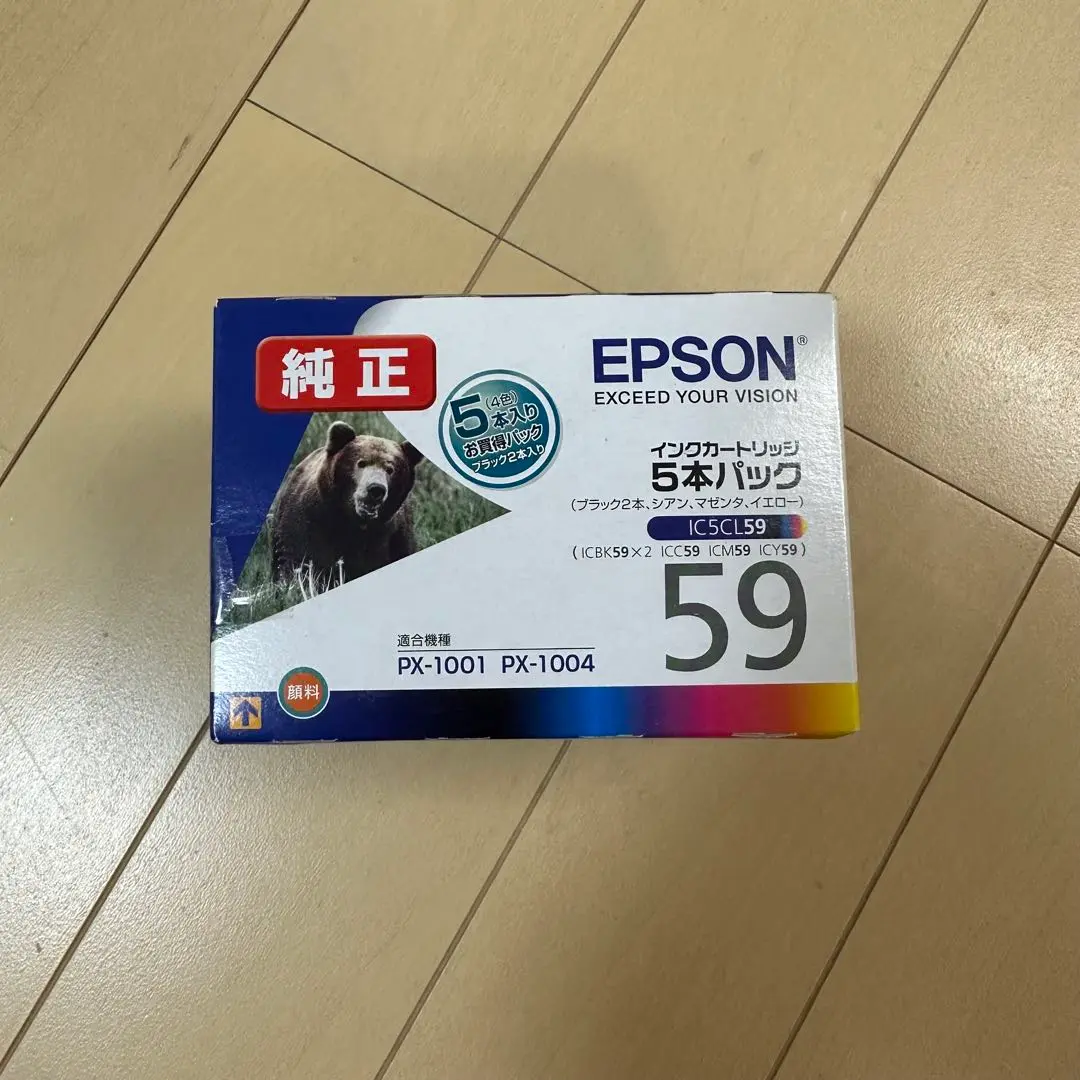 純正
5(4色)本入り
お買得パック
ブラック2本入り
EPSON®
EXCEED YOUR VISION
インクカートリッジ
5本パック
(ブラック2本、シアン、マゼンタ、イエロー)
IC5CL59
(ICBK59×2 ICC59 ICM59 ICY59)
59
適合機種
PX-1001 PX-1004
顔料